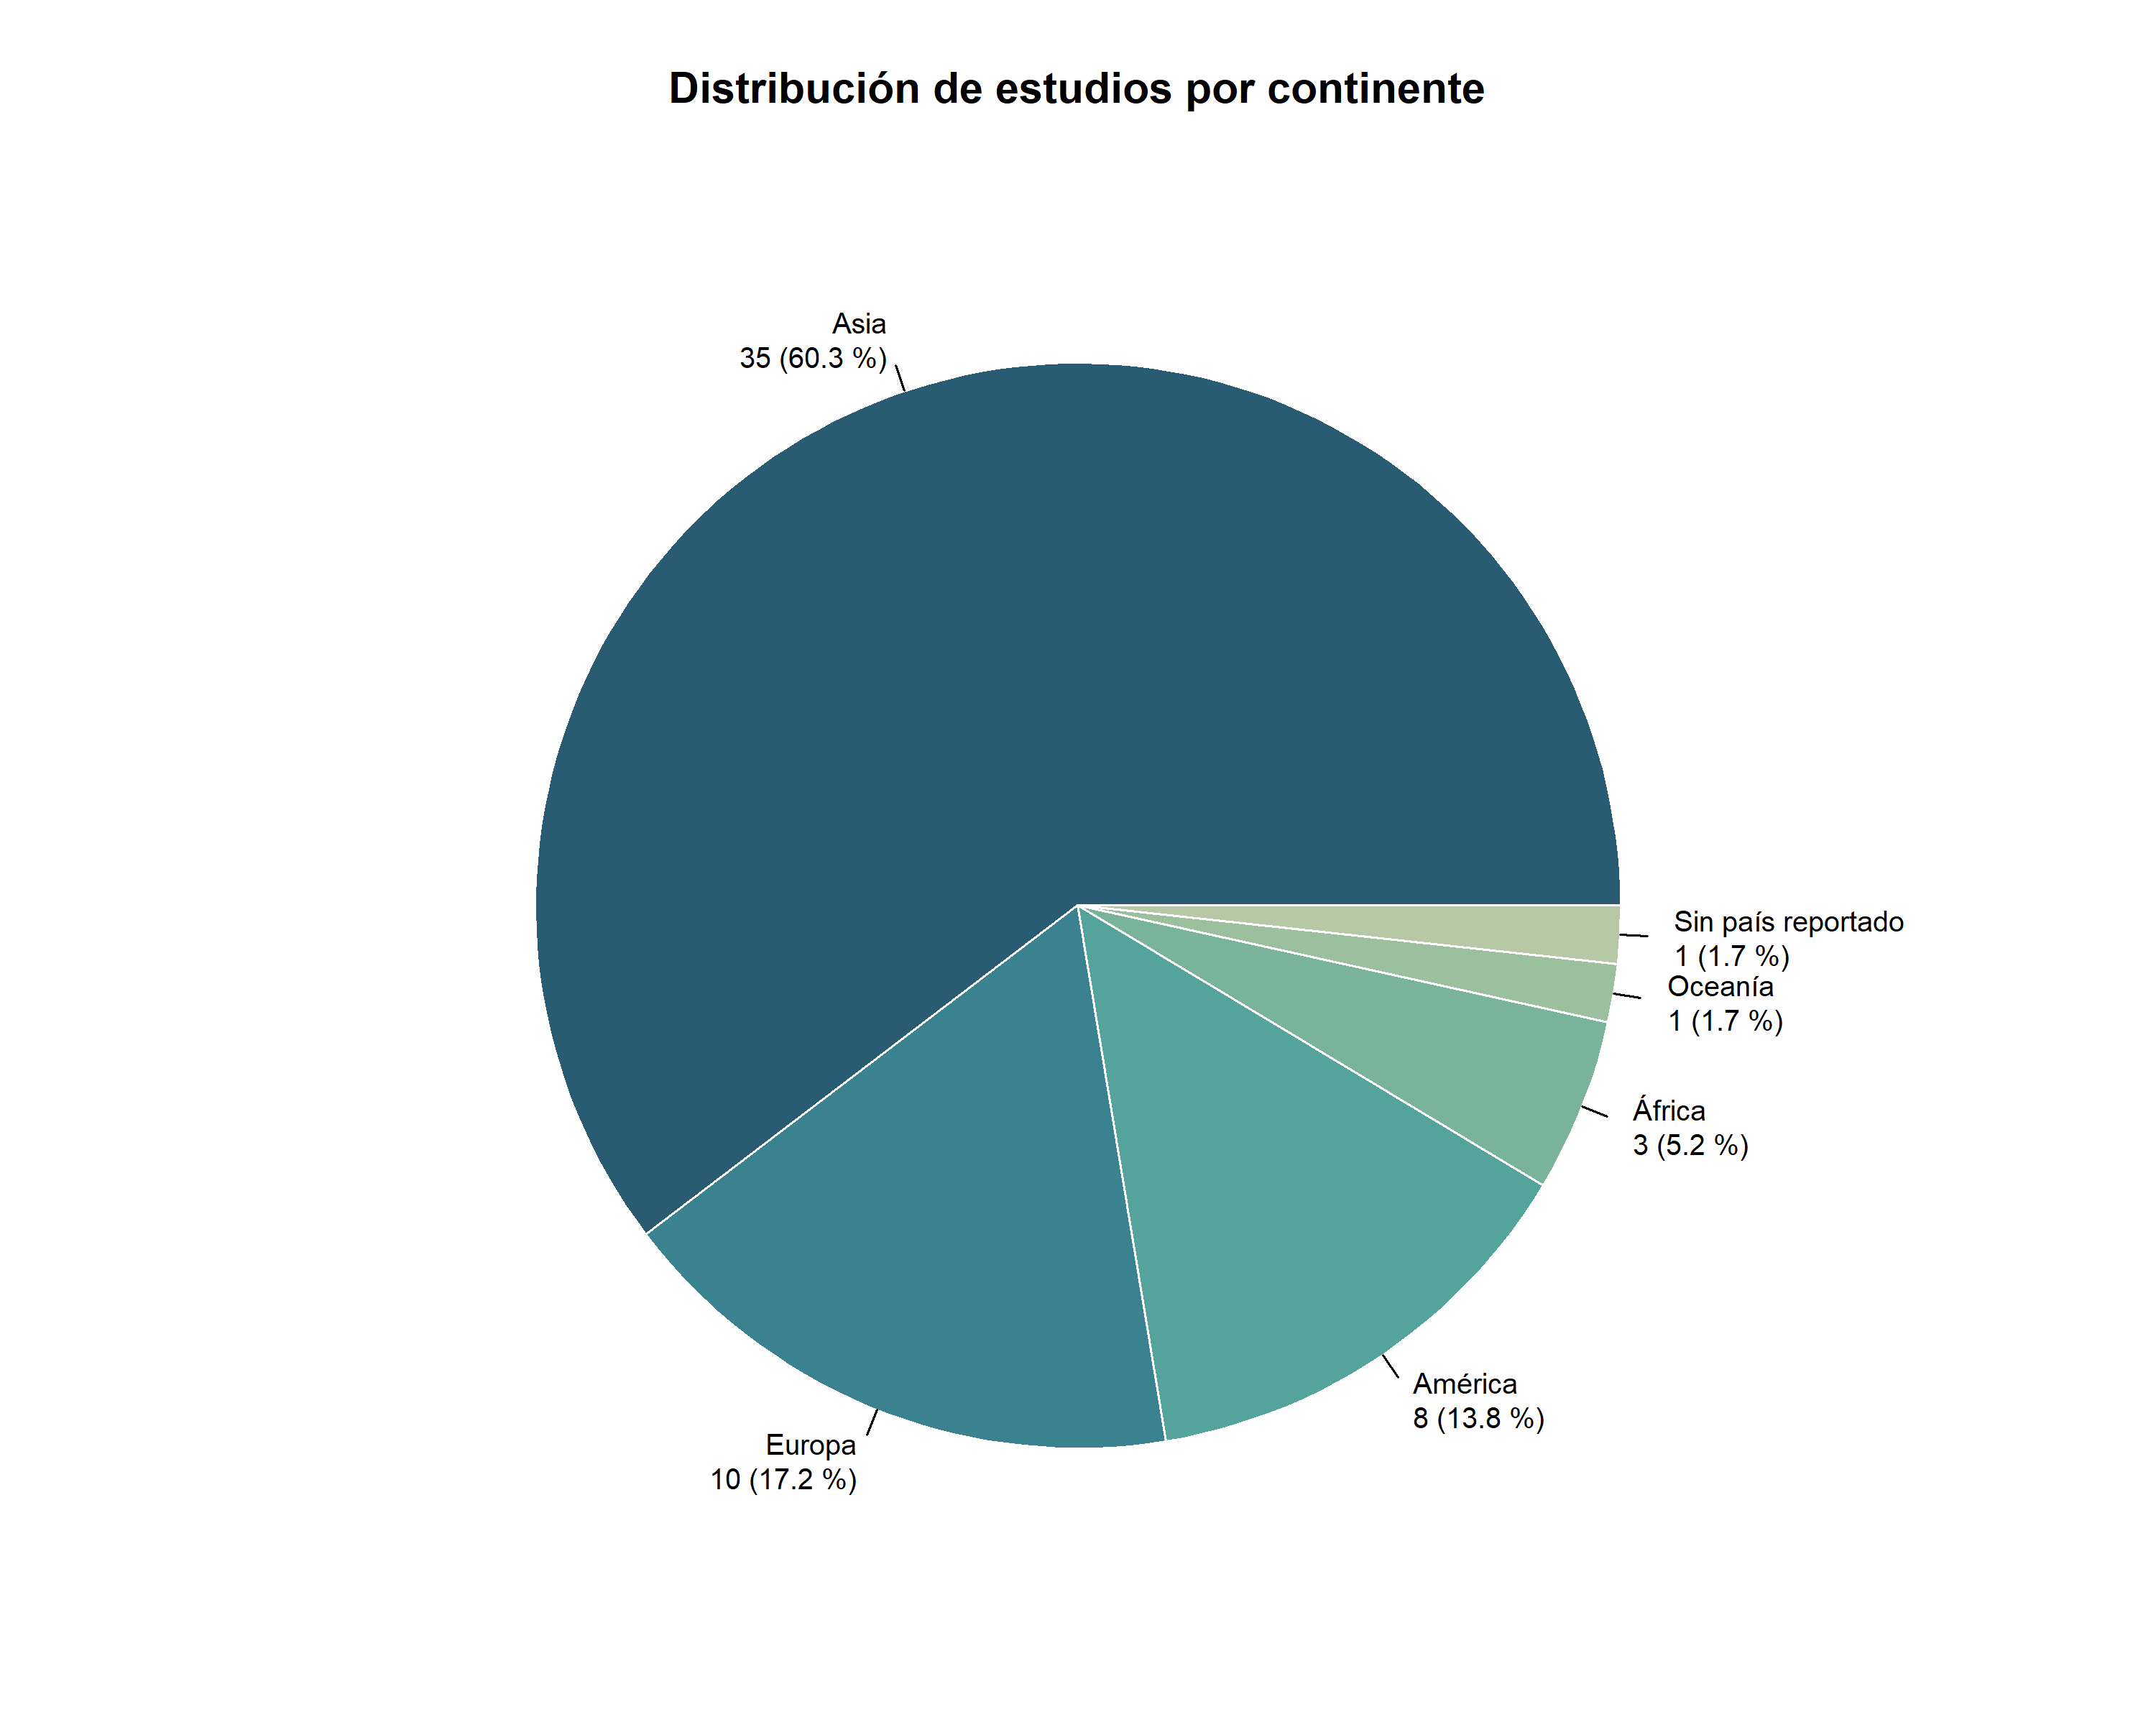 Distribución de estudios por continente
Asia
35 (60.3 %)
Sin país reportado
1 (1.7 %)
Oceanía
1 (1.7 %)
África
3 (5.2 %)
América
8 (13.8 %)
Europa
10 (17.2 %)